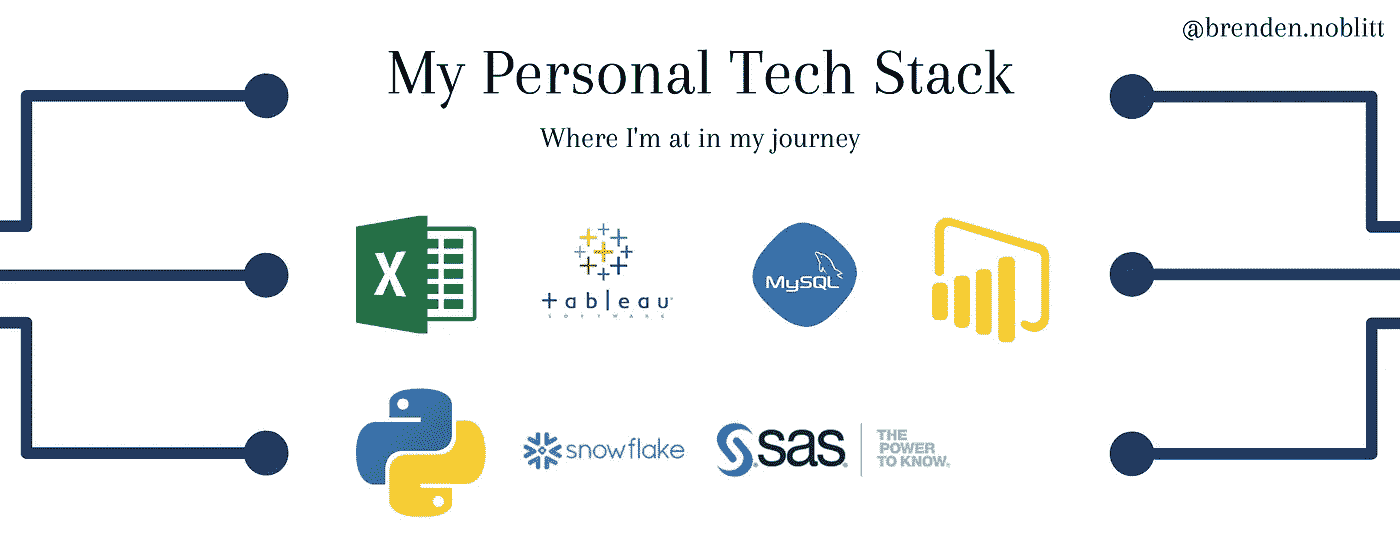 @brenden.noblitt
My Personal Tech Stack
Where I'm at in my journey
X
tableau
SOFTWARE
MySQL
snowflake
sas
THE
POWER
TO KNOW.